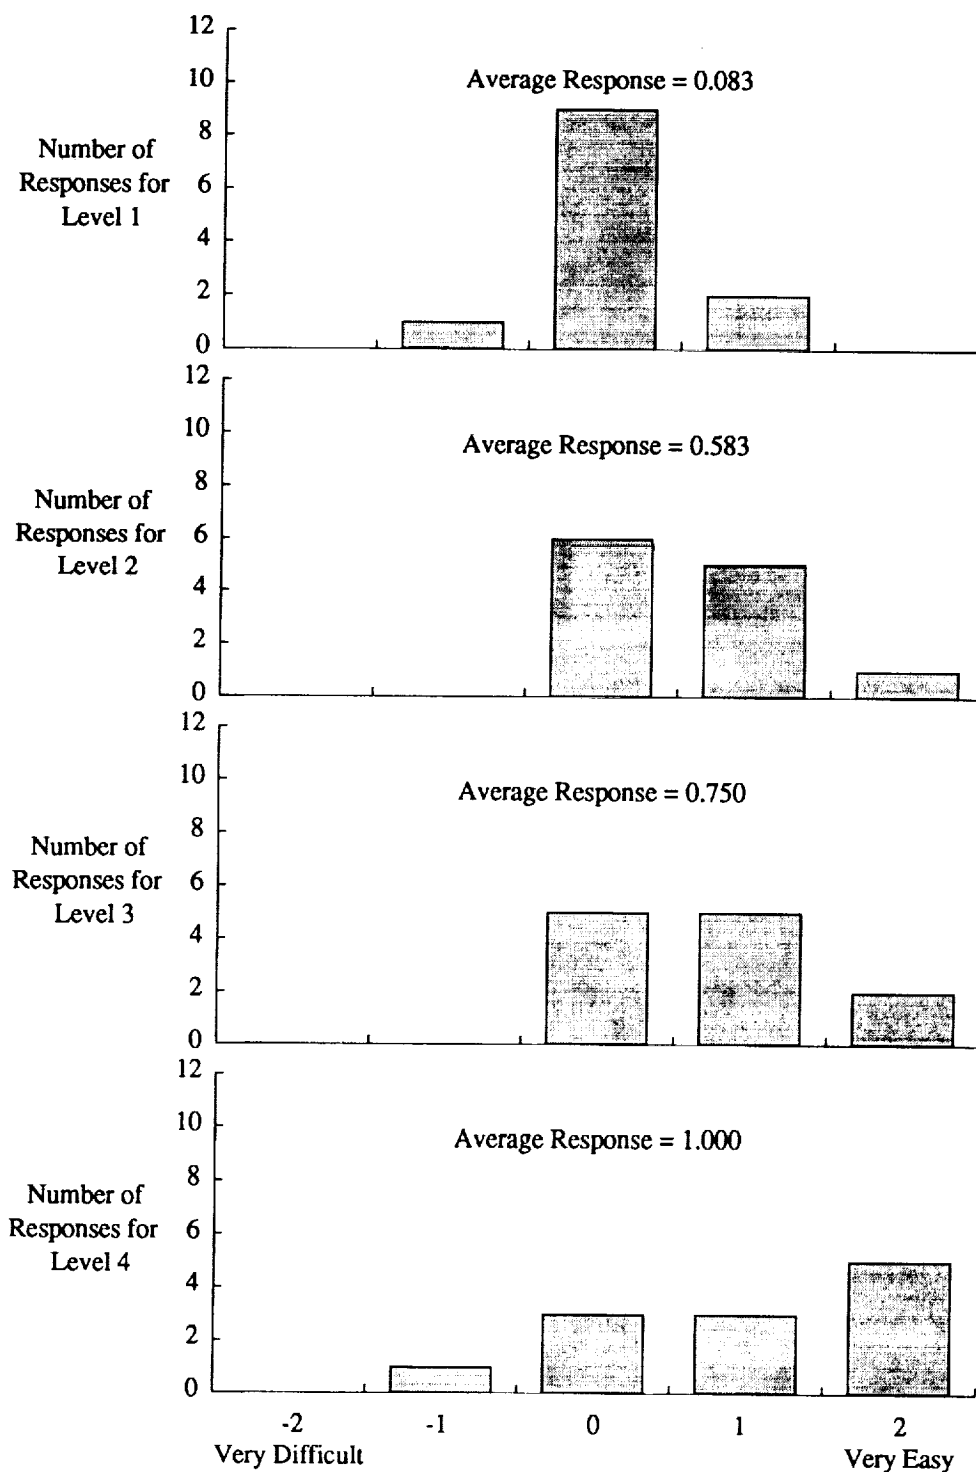 12
10
Average Response = 0.083
8
Number of
Responses for
Level 1
6
4
2
0
12
10
Average Response = 0.583
8
Number of
Responses for
Level 2
6
4
2
0
12
10
Average Response = 0.750
8
Number of
Responses for
Level 3
6
4
2
0
12
10
Average Response = 1.000
8
Number of
Responses for
Level 4
6
4
2
0
-2 -1 0 1 2
Very Difficult Very Easy